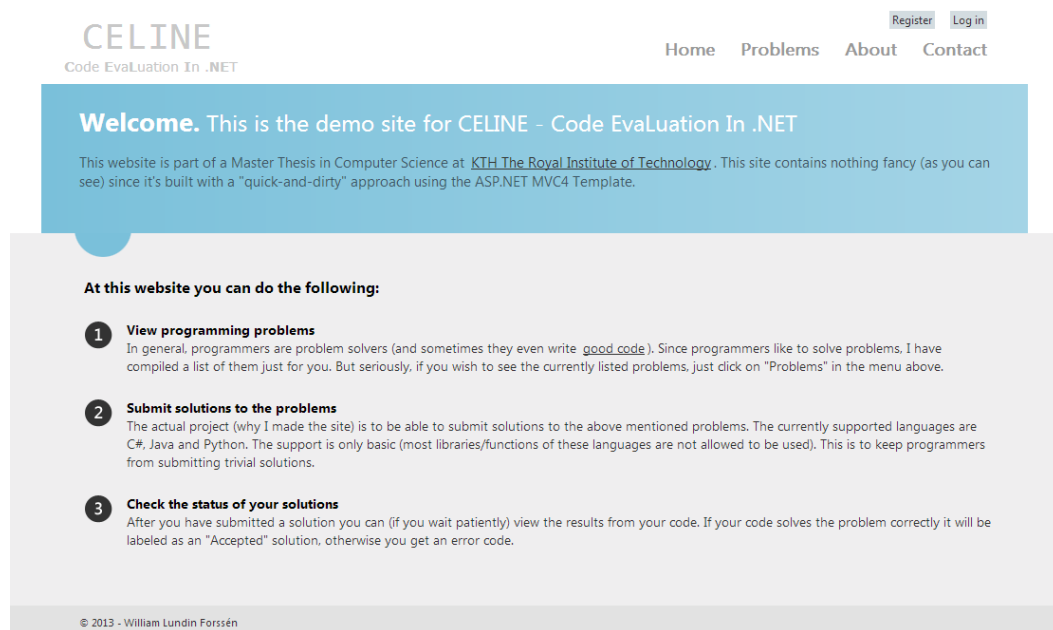 Register Log in
CELINE
Code EvaLuation In .NET
Home Problems About Contact
Welcome. This is the demo site for CELINE - Code EvaLuation In .NET
This website is part of a Master Thesis in Computer Science at KTH The Royal Institute of Technology . This site contains nothing fancy (as you can
see) since it's built with a "quick-and-dirty" approach using the ASP.NET MVC4 Template.
At this website you can do the following:
1 View programming problems
In general, programmers are problem solvers (and sometimes they even write good code ). Since programmers like to solve problems, I have
compiled a list of them just for you. But seriously, if you wish to see the currently listed problems, just click on "Problems" in the menu above.
2 Submit solutions to the problems
The actual project (why I made the site) is to be able to submit solutions to the above mentioned problems. The currently supported languages are
C#, Java and Python. The support is only basic (most libraries/functions of these languages are not allowed to be used). This is to keep programmers
from submitting trivial solutions.
3 Check the status of your solutions
After you have submitted a solution you can (if you wait patiently) view the results from your code. If your code solves the problem correctly it will be
labeled as an "Accepted" solution, otherwise you get an error code.
© 2013 - William Lundin Forssén